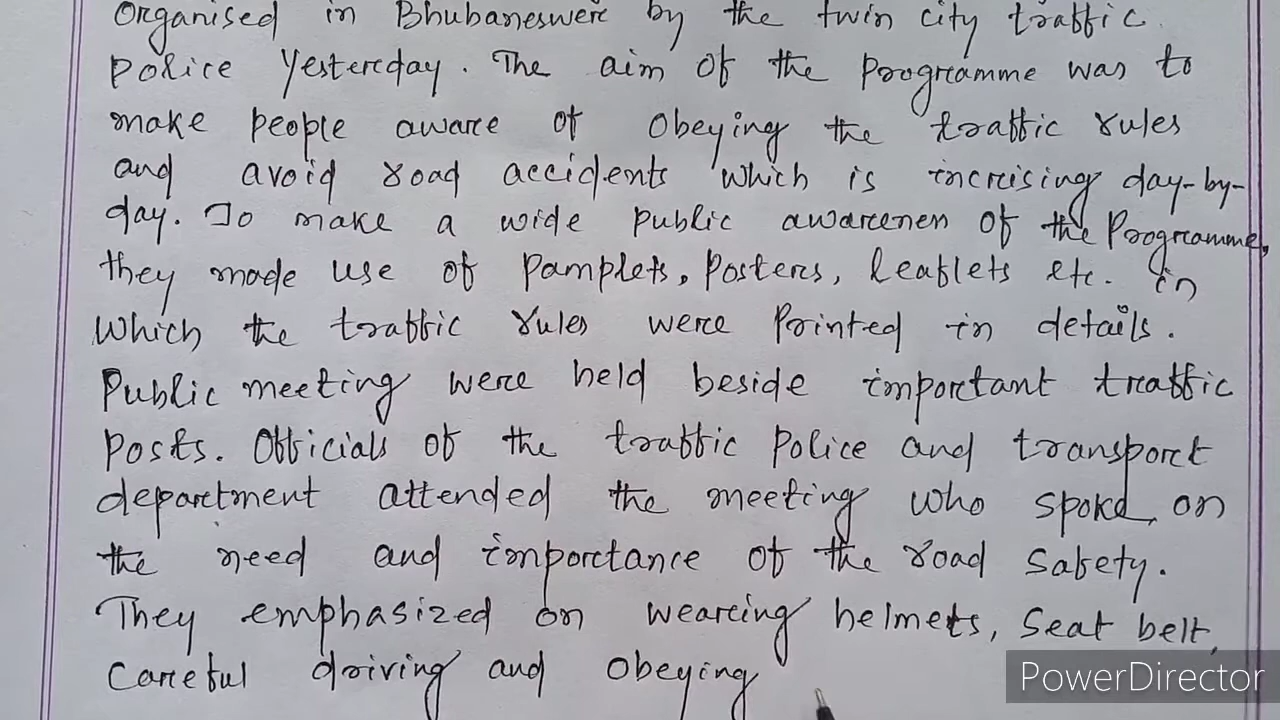 Organised in Bhubaneswer by the twin city traffic
police yesterday. The aim of the programme was to
make people aware of obeying the traffic rules
and avoid road accidents which is incrising day-by-
day. To make a wide public awarenen of the Programme,
they made use of pamplets, posters, leaflets etc. in
which the traffic rules were printed in details.
Public meeting were held beside important traffic
posts. Officials of the traffic police and transport
department attended the meeting who spoke on
the need and importance of the road safety.
They emphasized on wearing helmets, seat belt,
careful driving and obeying
PowerDirector